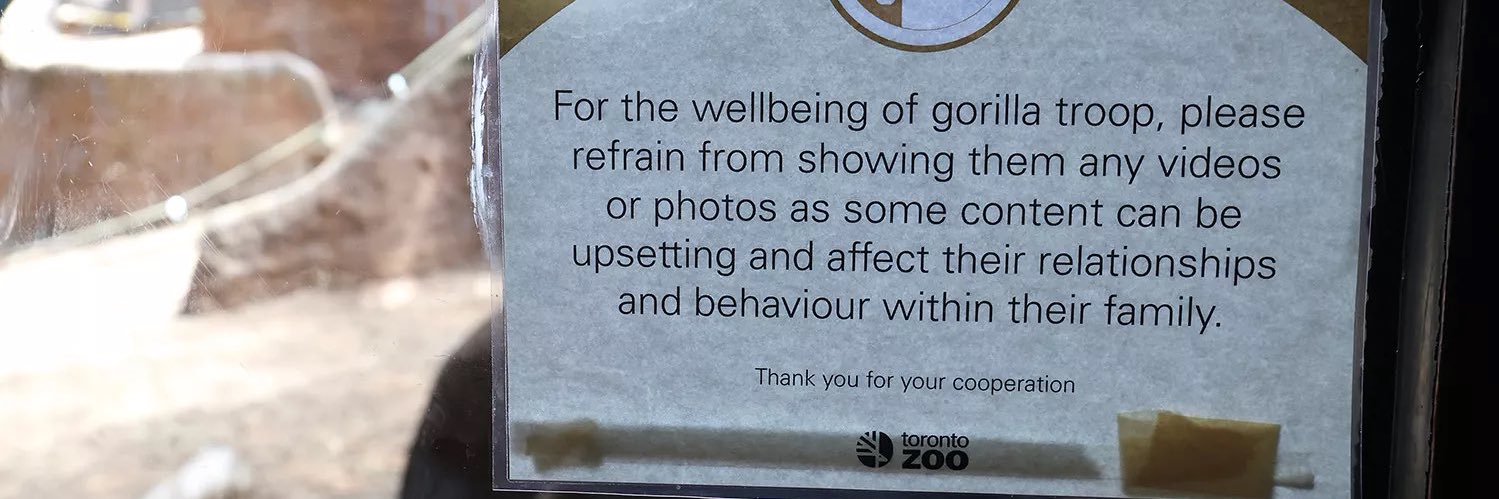 For the wellbeing of gorilla troop, please
refrain from showing them any videos
or photos as some content can be
upsetting and affect their relationships
and behaviour within their family.
Thank you for your cooperation
toronto
ZOO